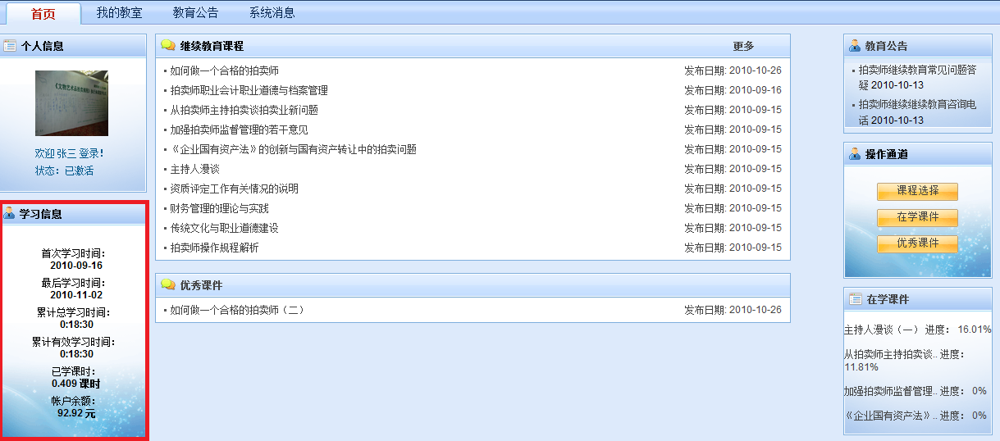 首页 我的教室 教育公告 系统消息
个人信息
《文物艺术品拍卖规程》
欢迎 张三 登录！
状态：已激活
学习信息
首次学习时间：
2010-09-16
最后学习时间：
2010-11-02
累计总学习时间：
0:18:30
累计有效学习时间：
0:18:30
已学课时：
0.409 课时
帐户余额：
92.92 元
继续教育课程 更多
如何做一个合格的拍卖师 发布日期: 2010-10-26
拍卖师职业会计职业道德与档案管理 发布日期: 2010-09-16
从拍卖师主持拍卖谈拍卖业新问题 发布日期: 2010-09-15
加强拍卖师监督管理的若干意见 发布日期: 2010-09-15
《企业国有资产法》的创新与国有资产转让中的拍卖问题 发布日期: 2010-09-15
主持人漫谈 发布日期: 2010-09-15
资质评定工作有关情况的说明 发布日期: 2010-09-15
财务管理的理论与实践 发布日期: 2010-09-15
传统文化与职业道德建设 发布日期: 2010-09-15
拍卖师操作规程解析 发布日期: 2010-09-15
优秀课件
如何做一个合格的拍卖师（二） 发布日期: 2010-10-26
教育公告
拍卖师继续教育常见问题答
疑 2010-10-13
拍卖师继续继续教育咨询电
话 2010-10-13
操作通道
课程选择
在学课件
优秀课件
在学课件
主持人漫谈（一） 进度： 16.01%
从拍卖师主持拍卖谈.. 进度：
11.81%
加强拍卖师监督管理.. 进度： 0%
《企业国有资产法》.. 进度： 0%